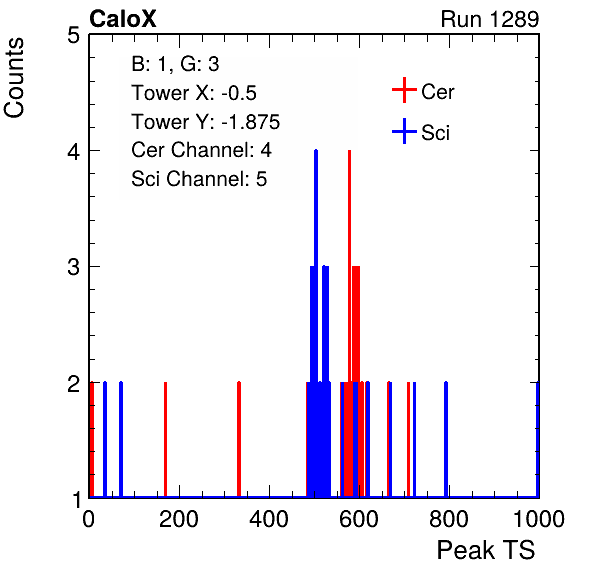 CaloX Run 1289
Counts
5
4
3
2
1
B: 1, G: 3
Tower X: -0.5
Tower Y: -1.875
Cer Channel: 4
Sci Channel: 5
Cer
Sci
0 200 400 600 800 1000
Peak TS